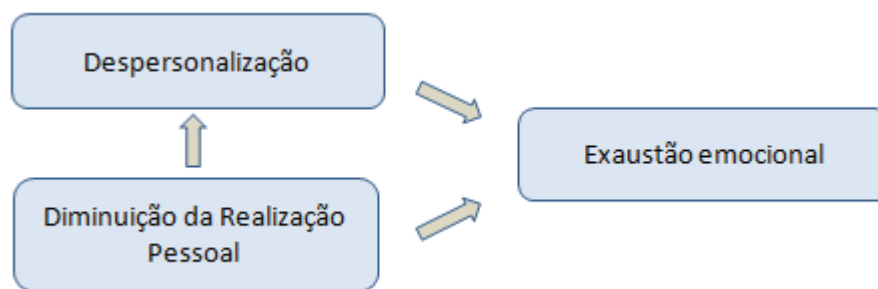 Despersonalização
Exaustão emocional
Diminuição da Realização
Pessoal